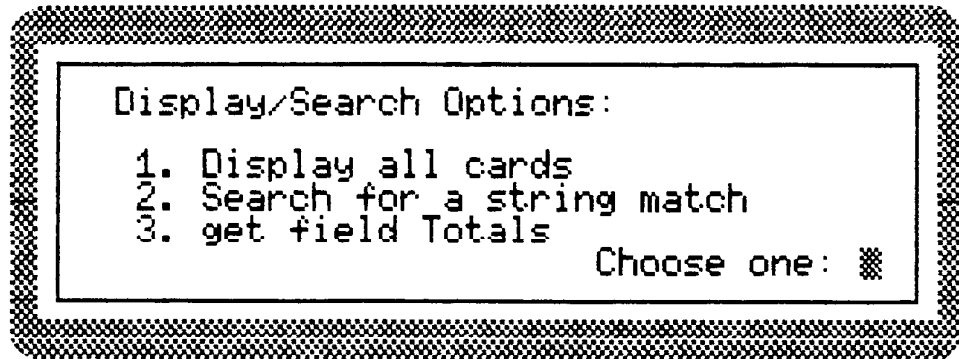 Display/Search Options:
1. Display all cards
2. Search for a string match
3. get field Totals
Choose one: